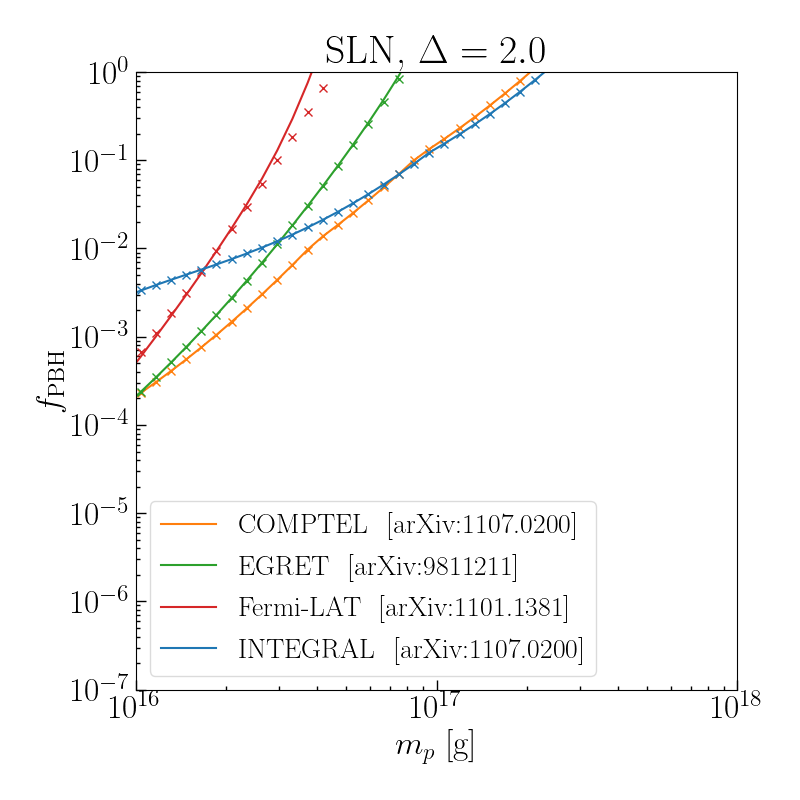 SLN, Δ = 2.0
10^0
10^−1
10^−2
10^−3
10^−4
10^−5
10^−6
10^−7
f_PBH
COMPTEL [arXiv:1107.0200]
EGRET [arXiv:9811211]
Fermi-LAT [arXiv:1101.1381]
INTEGRAL [arXiv:1107.0200]
10^16 10^17 10^18
m_p [g]